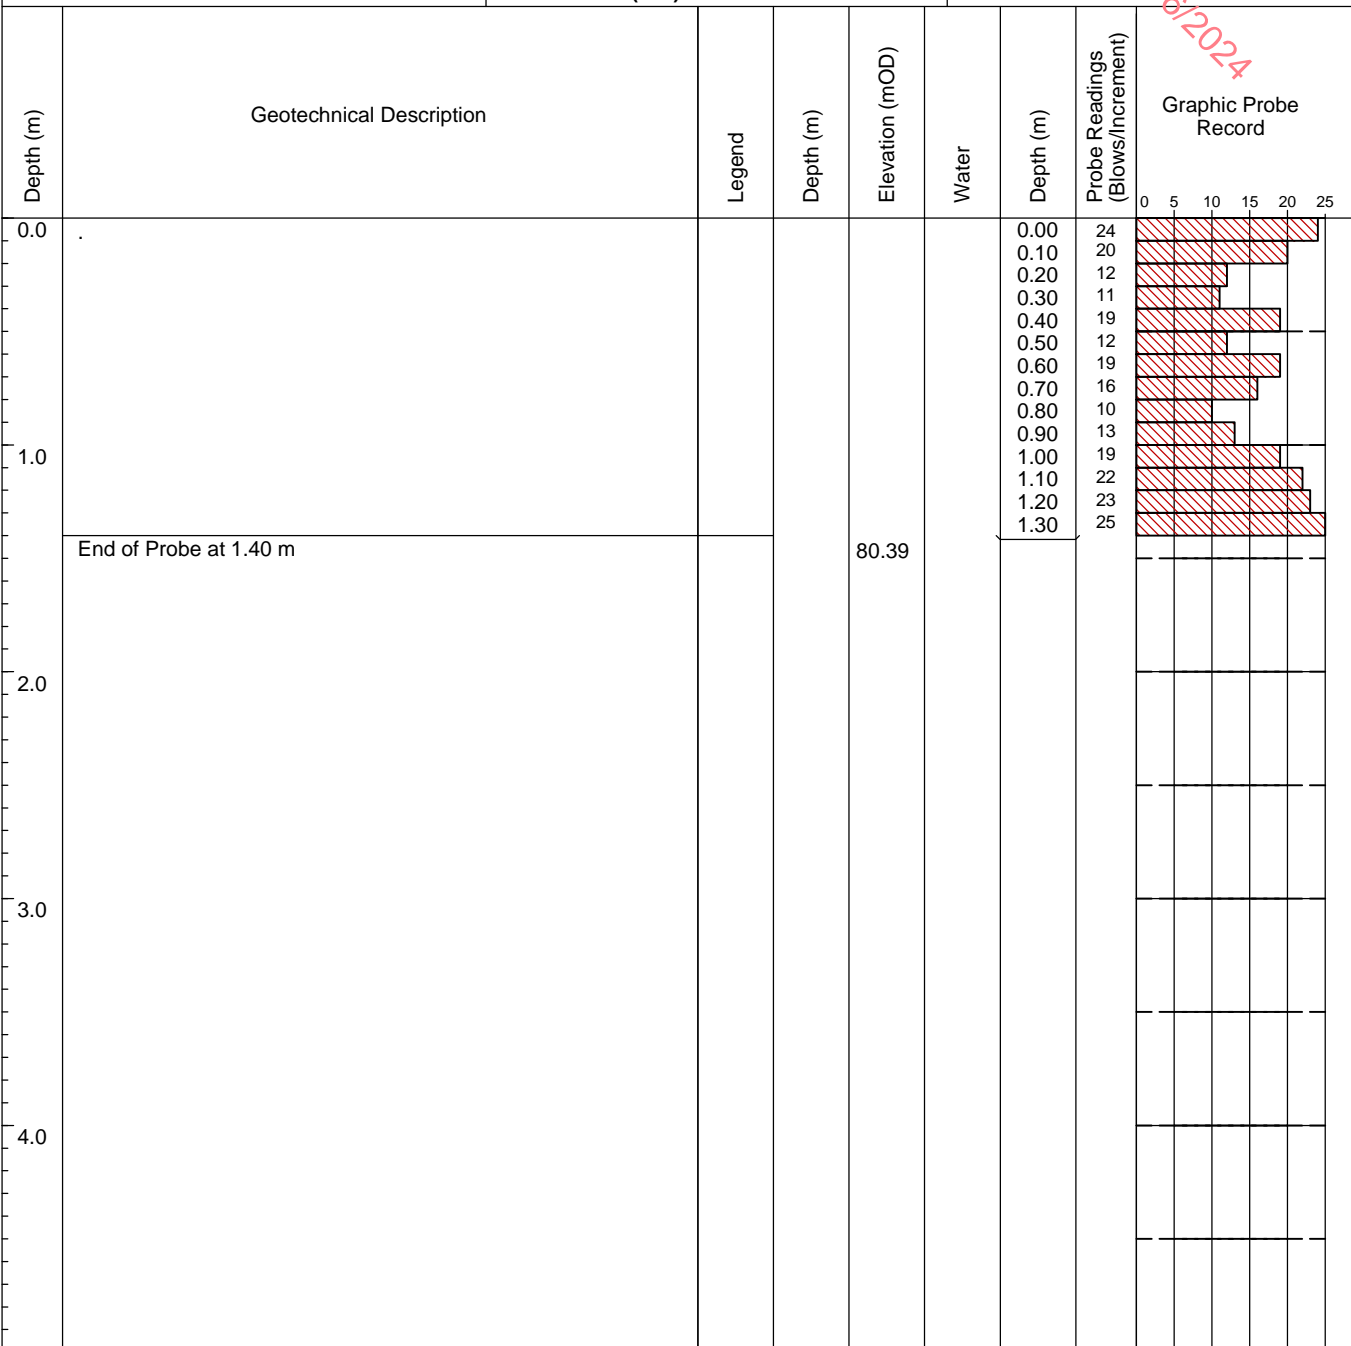 6/2024
Depth (m)
Geotechnical Description
Legend
Depth (m)
Elevation (mOD)
Water
Depth (m)
Probe Readings
(Blows/Increment)
Graphic Probe
Record
0 5 10 15 20 25
0.0 . 0.00 24
0.10 20
0.20 12
0.30 11
0.40 19
0.50 12
0.60 19
0.70 16
0.80 10
0.90 13
1.0 1.00 19
1.10 22
1.20 23
1.30 25
End of Probe at 1.40 m 80.39
2.0
3.0
4.0